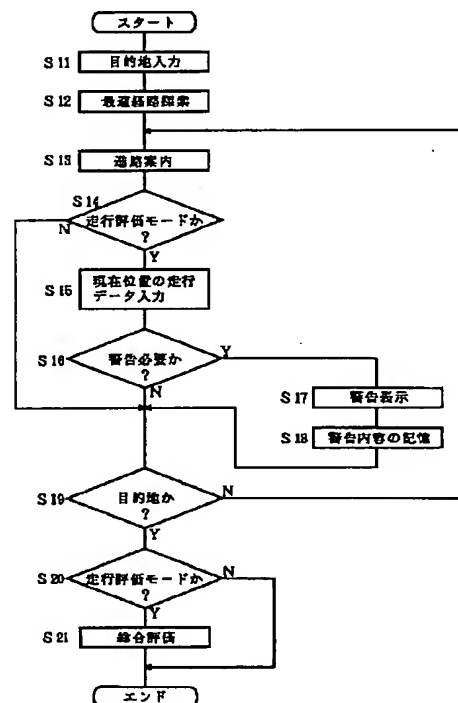 スタート
S11 目的地入力
S12 最適経路探索
S13 進路案内
S14
N 走行評価モードか
?
Y
S15 現在位置の走行
データ入力
S16 警告必要か Y
?
N
S17 警告表示
S18 警告内容の記憶
S19 目的地か N
?
Y
S20 走行評価モードか N
?
Y
S21 総合評価
エンド